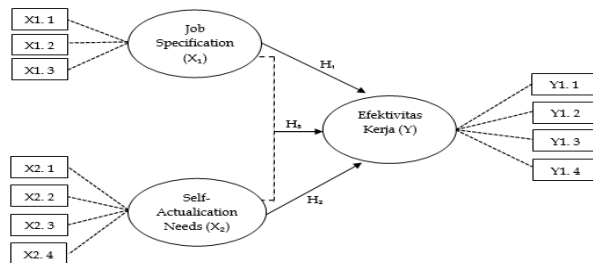 X1. 1
X1. 2
X1. 3
Job
Specification
(X₁)
H₁
H₃
H₂
Efektivitas
Kerja (Y)
Y1. 1
Y1. 2
Y1. 3
Y1. 4
X2. 1
X2. 2
X2. 3
X2. 4
Self-
Actualication
Needs (X₂)